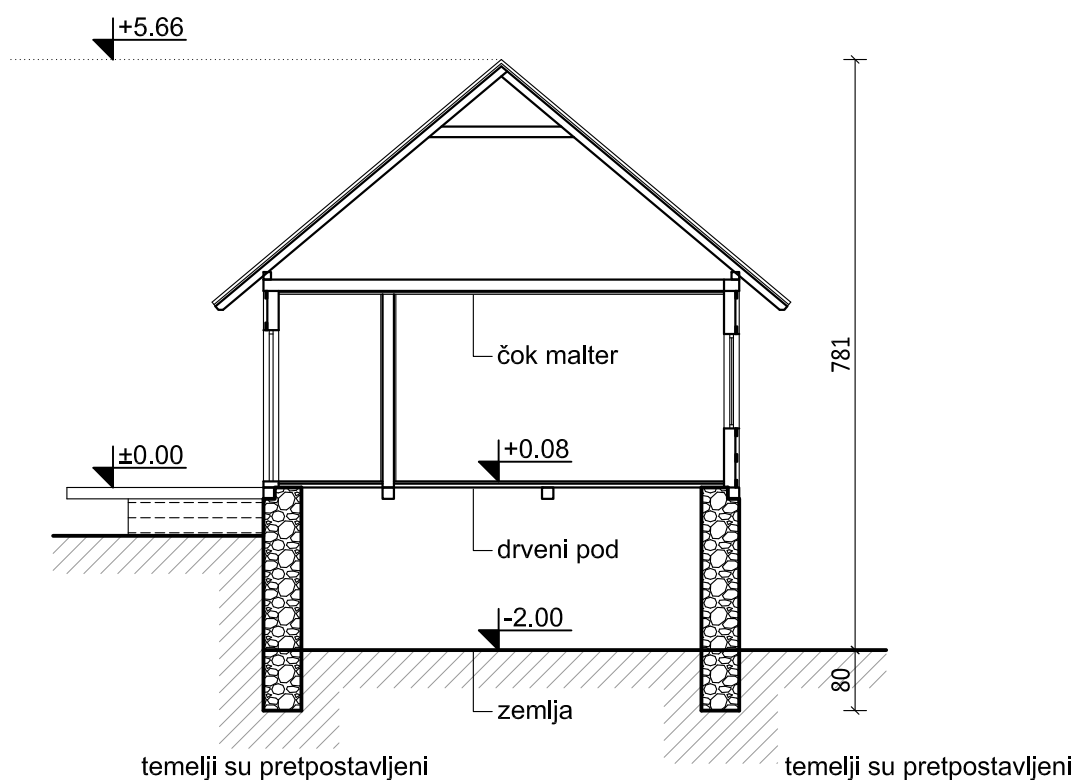 +5.66
781
čok malter
±0.00
+0.08
drveni pod
-2.00
80
zemlja
temelji su pretpostavljeni
temelji su pretpostavljeni